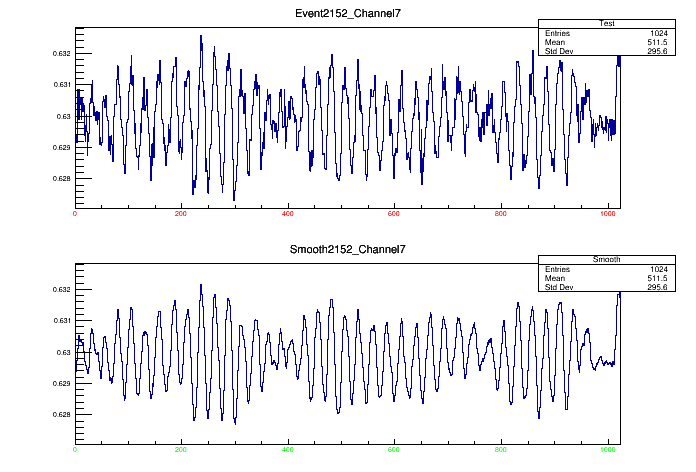 Event2152_Channel7
Test
Entries 1024
Mean 511.5
Std Dev 295.6
0.632
0.631
0.63
0.629
0.628
0 200 400 600 800 1000
Smooth2152_Channel7
Smooth
Entries 1024
Mean 511.5
Std Dev 295.6
0.632
0.631
0.63
0.629
0.628
0 200 400 600 800 1000